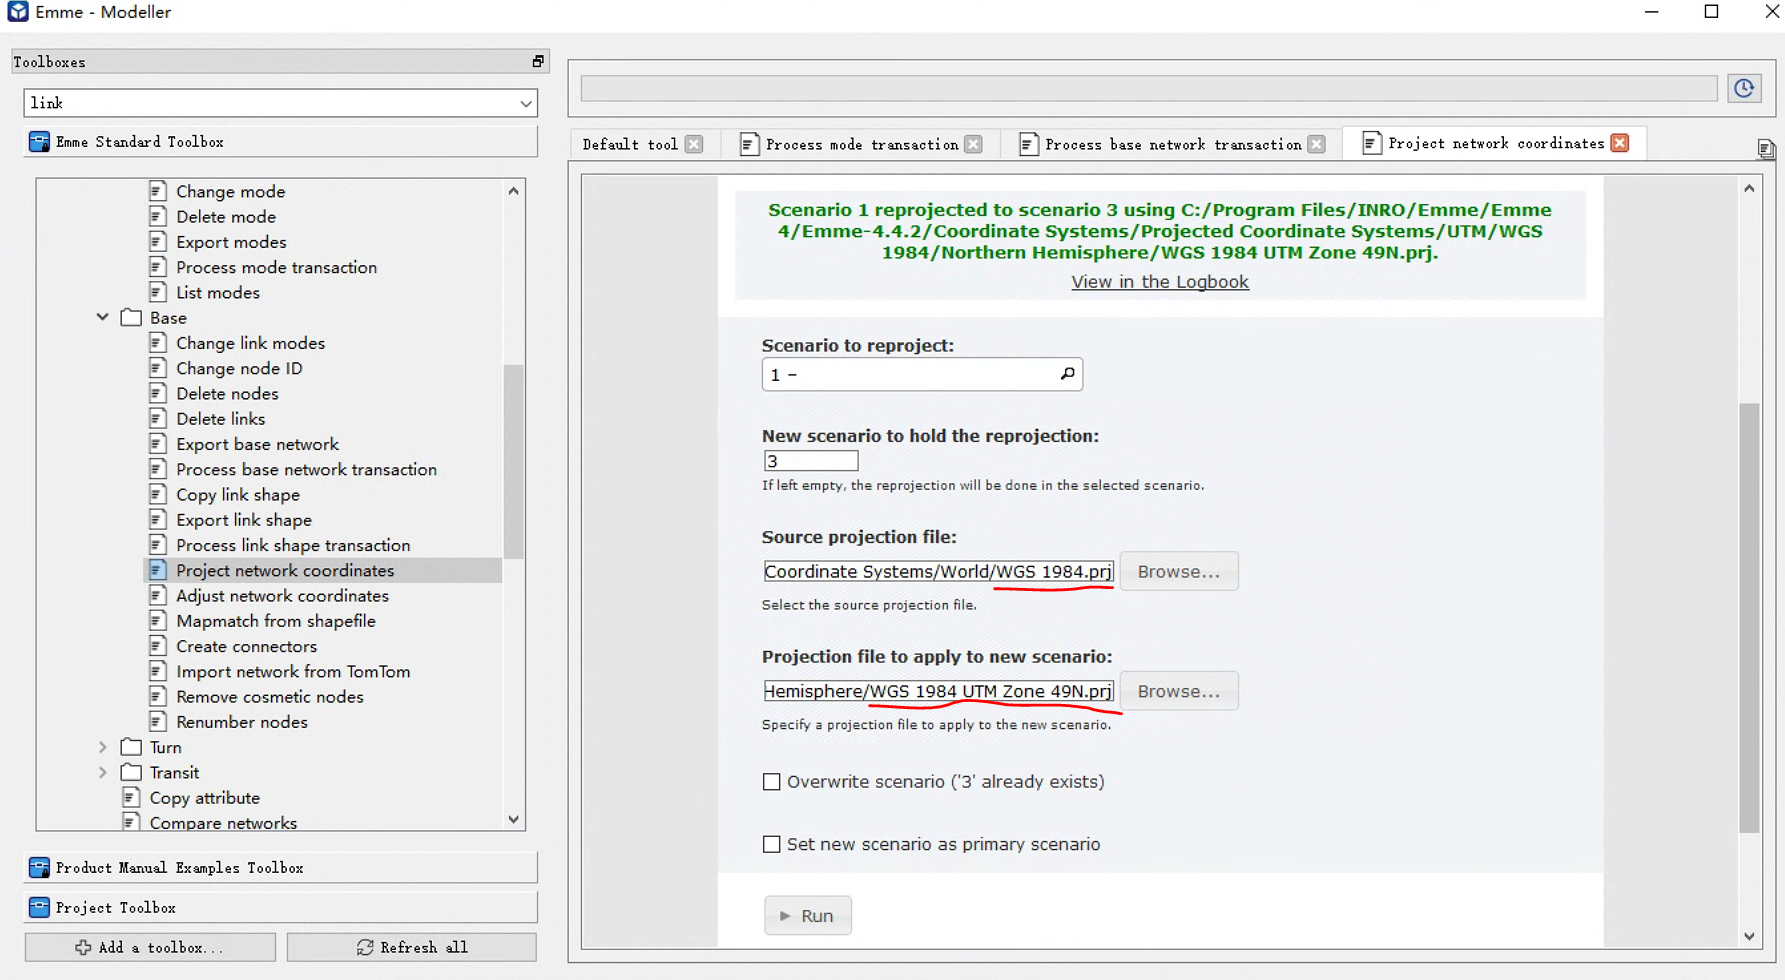 Emme - Modeller
Toolboxes
link
Emme Standard Toolbox
Change mode
Delete mode
Export modes
Process mode transaction
List modes
Base
Change link modes
Change node ID
Delete nodes
Delete links
Export base network
Process base network transaction
Copy link shape
Export link shape
Process link shape transaction
Project network coordinates
Adjust network coordinates
Mapmatch from shapefile
Create connectors
Import network from TomTom
Remove cosmetic nodes
Renumber nodes
Turn
Transit
Copy attribute
Compare networks
Product Manual Examples Toolbox
Project Toolbox
Add a toolbox...
Refresh all
Default tool
Process mode transaction
Process base network transaction
Project network coordinates
Scenario 1 reprojected to scenario 3 using C:/Program Files/INRO/Emme/Emme
4/Emme-4.4.2/Coordinate Systems/Projected Coordinate Systems/UTM/WGS
1984/Northern Hemisphere/WGS 1984 UTM Zone 49N.prj.
View in the Logbook
Scenario to reproject:
1 –
New scenario to hold the reprojection:
3
If left empty, the reprojection will be done in the selected scenario.
Source projection file:
Coordinate Systems/World/WGS 1984.prj
Browse...
Select the source projection file.
Projection file to apply to new scenario:
Hemisphere/WGS 1984 UTM Zone 49N.prj
Browse...
Specify a projection file to apply to the new scenario.
Overwrite scenario ('3' already exists)
Set new scenario as primary scenario
Run